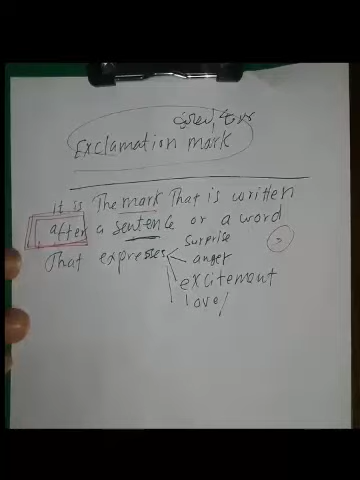 Exclamation mark
It is The mark That is written
after a sentence or a word
That expresses
surprise
anger
excitement
love